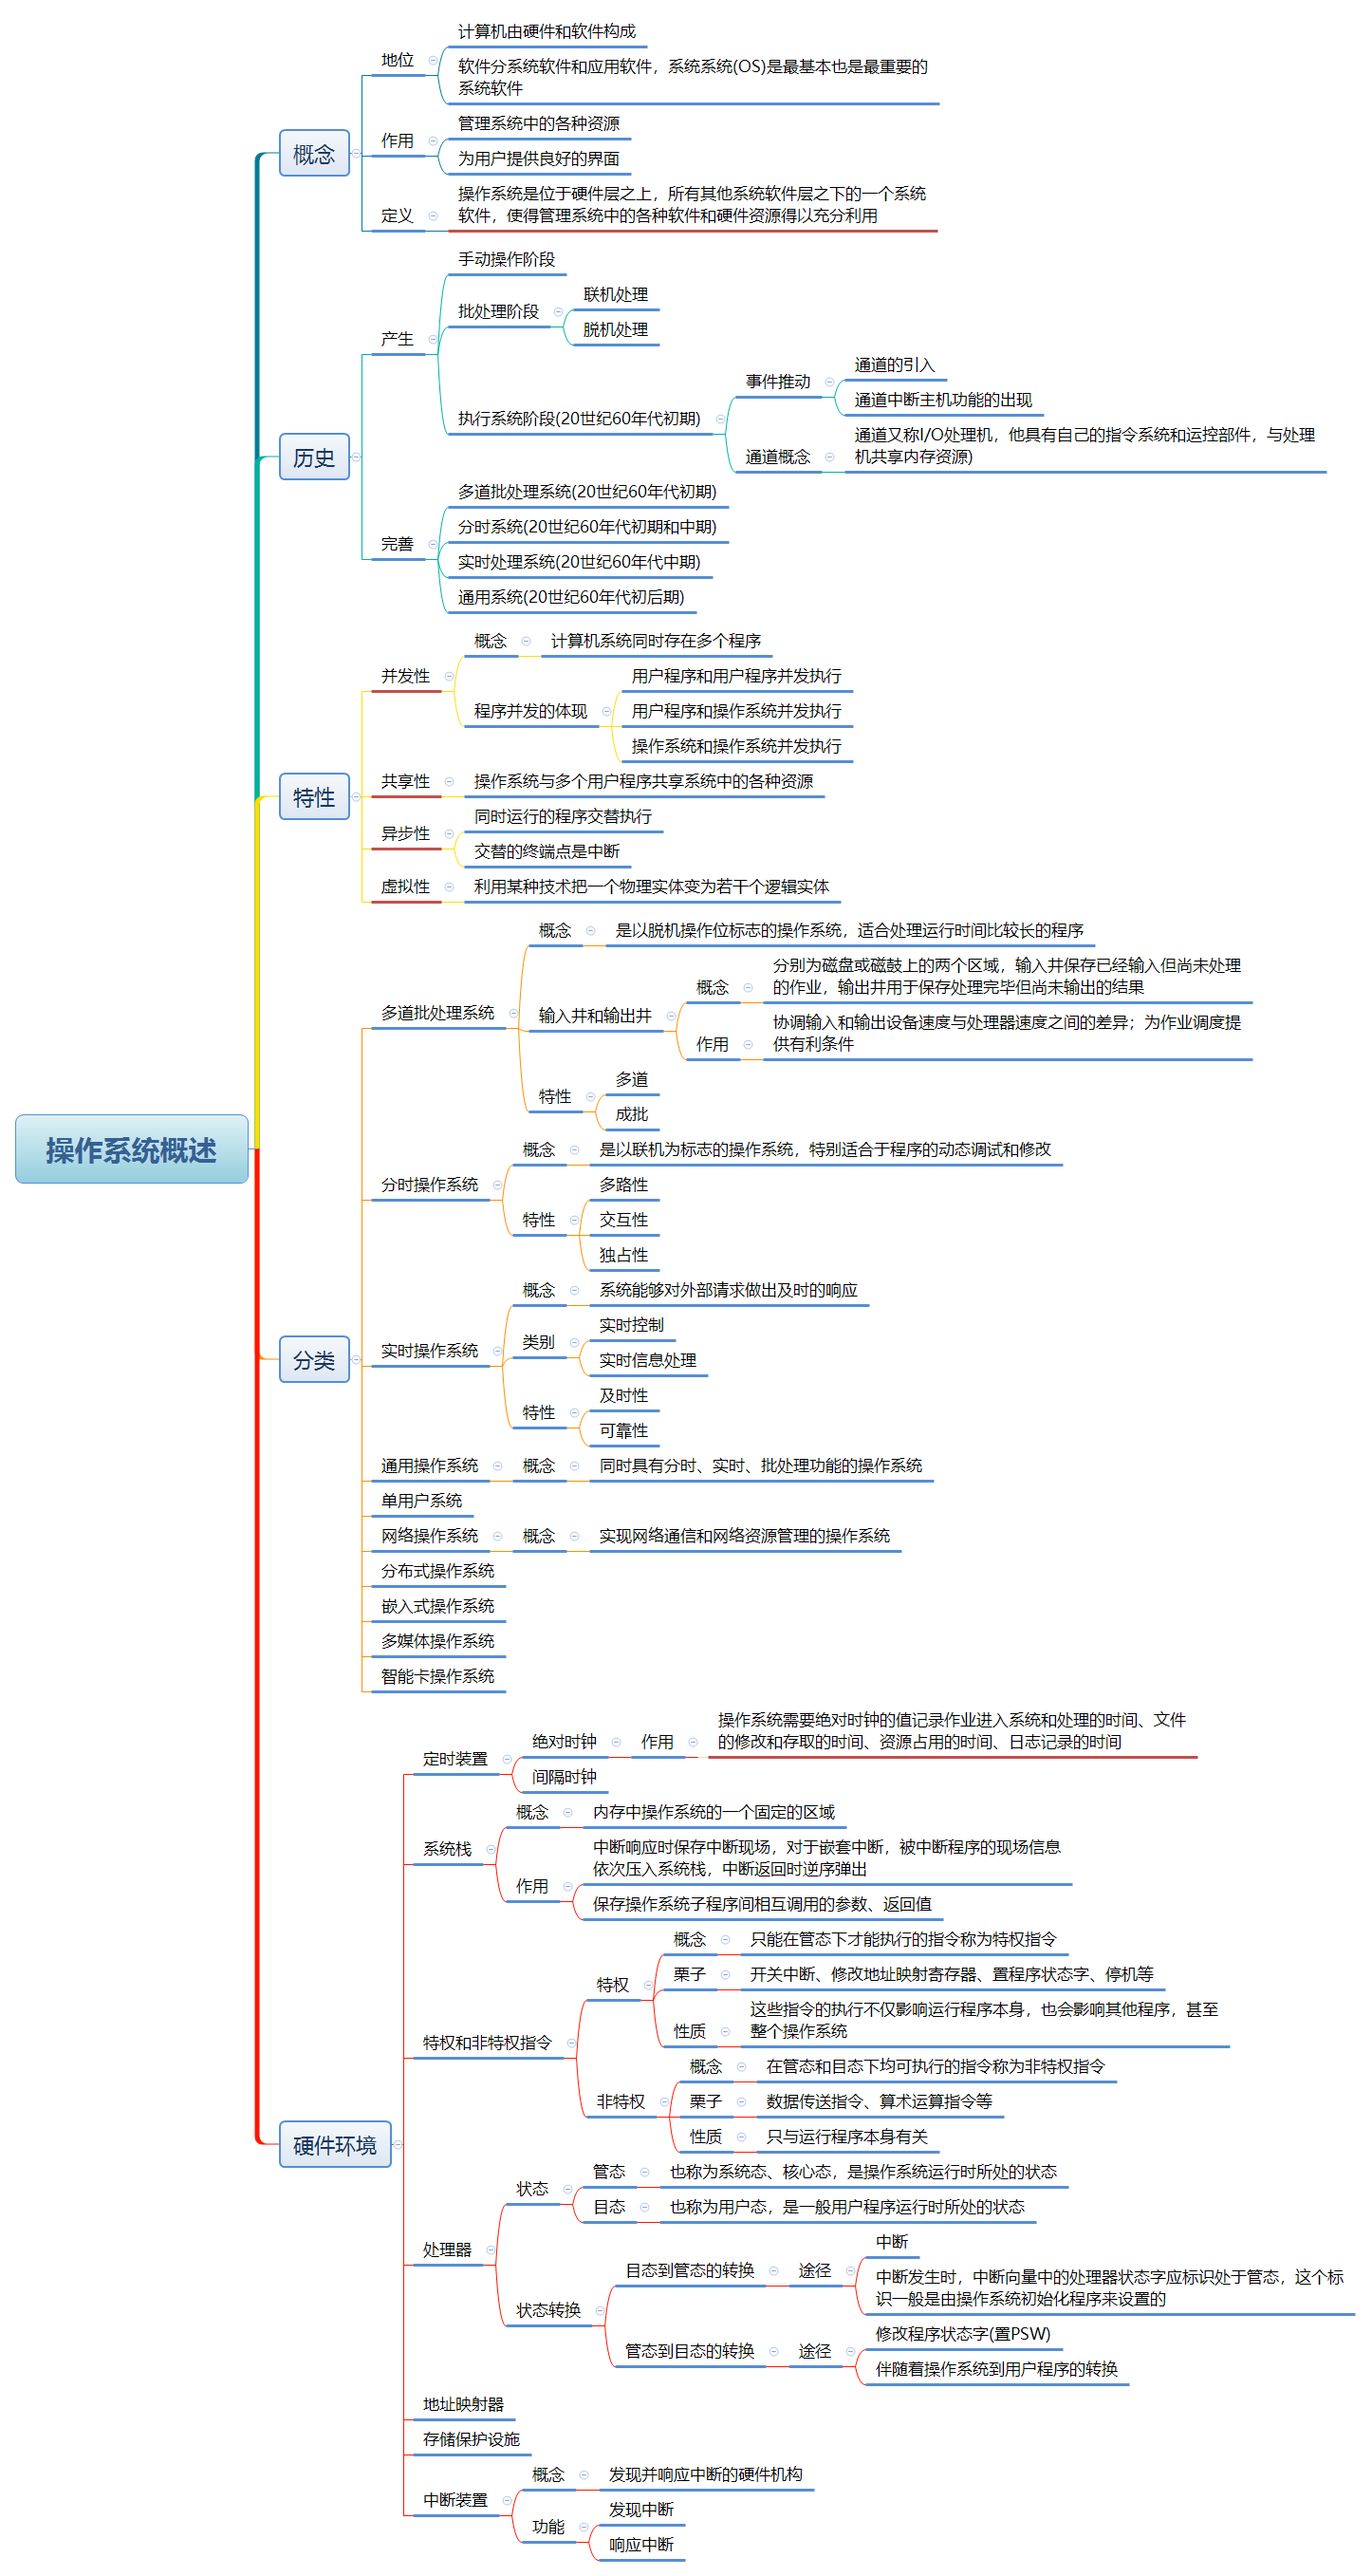 操作系统概述
概念
地位
计算机由硬件和软件构成
软件分系统软件和应用软件，系统系统(OS)是最基本也是最重要的
系统软件
作用
管理系统中的各种资源
为用户提供良好的界面
定义
操作系统是位于硬件层之上，所有其他系统软件层之下的一个系统
软件，使得管理系统中的各种软件和硬件资源得以充分利用
历史
产生
手动操作阶段
批处理阶段
联机处理
脱机处理
执行系统阶段(20世纪60年代初期)
事件推动
通道的引入
通道中断主机功能的出现
通道概念
通道又称I/O处理机，他具有自己的指令系统和运控部件，与处理
机共享内存资源)
完善
多道批处理系统(20世纪60年代初期)
分时系统(20世纪60年代初期和中期)
实时处理系统(20世纪60年代中期)
通用系统(20世纪60年代初后期)
特性
并发性
概念
计算机系统同时存在多个程序
程序并发的体现
用户程序和用户程序并发执行
用户程序和操作系统并发执行
操作系统和操作系统并发执行
共享性
操作系统与多个用户程序共享系统中的各种资源
异步性
同时运行的程序交替执行
交替的终端点是中断
虚拟性
利用某种技术把一个物理实体变为若干个逻辑实体
分类
多道批处理系统
概念
是以脱机操作位标志的操作系统，适合处理运行时间比较长的程序
输入井和输出井
概念
分别为磁盘或磁鼓上的两个区域，输入井保存已经输入但尚未处理
的作业，输出井用于保存处理完毕但尚未输出的结果
作用
协调输入和输出设备速度与处理器速度之间的差异；为作业调度提
供有利条件
特性
多道
成批
分时操作系统
概念
是以联机为标志的操作系统，特别适合于程序的动态调试和修改
特性
多路性
交互性
独占性
实时操作系统
概念
系统能够对外部请求做出及时的响应
类别
实时控制
实时信息处理
特性
及时性
可靠性
通用操作系统
概念
同时具有分时、实时、批处理功能的操作系统
单用户系统
网络操作系统
概念
实现网络通信和网络资源管理的操作系统
分布式操作系统
嵌入式操作系统
多媒体操作系统
智能卡操作系统
硬件环境
定时装置
绝对时钟
作用
操作系统需要绝对时钟的值记录作业进入系统和处理的时间、文件
的修改和存取的时间、资源占用的时间、日志记录的时间
间隔时钟
系统栈
概念
内存中操作系统的一个固定的区域
作用
中断响应时保存中断现场，对于嵌套中断，被中断程序的现场信息
依次压入系统栈，中断返回时逆序弹出
保存操作系统子程序间相互调用的参数、返回值
特权和非特权指令
特权
概念
只能在管态下才能执行的指令称为特权指令
栗子
开关中断、修改地址映射寄存器、置程序状态字、停机等
性质
这些指令的执行不仅影响运行程序本身，也会影响其他程序，甚至
整个操作系统
非特权
概念
在管态和目态下均可执行的指令称为非特权指令
栗子
数据传送指令、算术运算指令等
性质
只与运行程序本身有关
处理器
状态
管态
也称为系统态、核心态，是操作系统运行时所处的状态
目态
也称为用户态，是一般用户程序运行时所处的状态
状态转换
目态到管态的转换
途径
中断
中断发生时，中断向量中的处理器状态字应标识处于管态，这个标
识一般是由操作系统初始化程序来设置的
管态到目态的转换
途径
修改程序状态字(置PSW)
伴随着操作系统到用户程序的转换
地址映射器
存储保护设施
中断装置
概念
发现并响应中断的硬件机构
功能
发现中断
响应中断